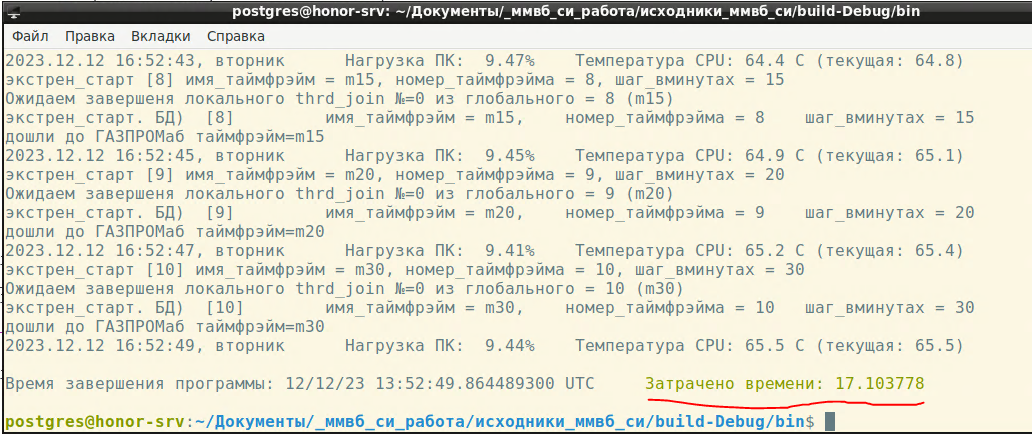 postgres@honor-srv: ~/Документы/_ммвб_си_работа/исходники_ммвб_си/build-Debug/bin
Файл Правка Вкладки Справка
2023.12.12 16:52:43, вторник Нагрузка ПК: 9.47% Температура CPU: 64.4 C (текущая: 64.8)
экстрен_старт [8] имя_таймфрэйм = m15, номер_таймфрэйма = 8, шаг_вминутах = 15
Ожидаем завершеня локального thrd_join №=0 из глобального = 8 (m15)
экстрен_старт. БД) [8] имя_таймфрэйм = m15, номер_таймфрэйма = 8 шаг_вминутах = 15
дошли до ГАЗПРОМаб таймфрэйм=m15
2023.12.12 16:52:45, вторник Нагрузка ПК: 9.45% Температура CPU: 64.9 C (текущая: 65.1)
экстрен_старт [9] имя_таймфрэйм = m20, номер_таймфрэйма = 9, шаг_вминутах = 20
Ожидаем завершеня локального thrd_join №=0 из глобального = 9 (m20)
экстрен_старт. БД) [9] имя_таймфрэйм = m20, номер_таймфрэйма = 9 шаг_вминутах = 20
дошли до ГАЗПРОМаб таймфрэйм=m20
2023.12.12 16:52:47, вторник Нагрузка ПК: 9.41% Температура CPU: 65.2 C (текущая: 65.4)
экстрен_старт [10] имя_таймфрэйм = m30, номер_таймфрэйма = 10, шаг_вминутах = 30
Ожидаем завершеня локального thrd_join №=0 из глобального = 10 (m30)
экстрен_старт. БД) [10] имя_таймфрэйм = m30, номер_таймфрэйма = 10 шаг_вминутах = 30
дошли до ГАЗПРОМаб таймфрэйм=m30
2023.12.12 16:52:49, вторник Нагрузка ПК: 9.44% Температура CPU: 65.5 C (текущая: 65.5)
Время завершения программы: 12/12/23 13:52:49.864489300 UTC Затрачено времени: 17.103778
postgres@honor-srv:~/Документы/_ммвб_си_работа/исходники_ммвб_си/build-Debug/bin$